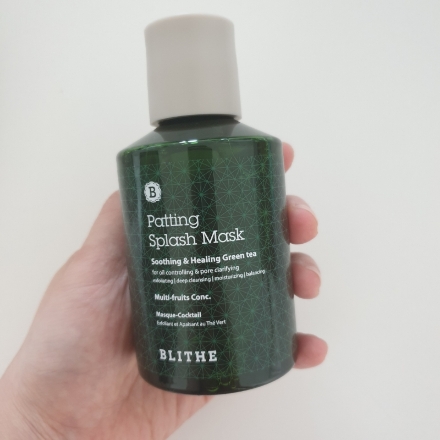 B
Patting
Splash Mask
Soothing & Healing Green tea
for oil controlling & pore clarifying
exfoliating | deep cleansing | moisturizing | balancing
Multi-fruits Conc.
Masque-Cocktail
Exfoliant et Apaisant au Thé Vert
BLITHE